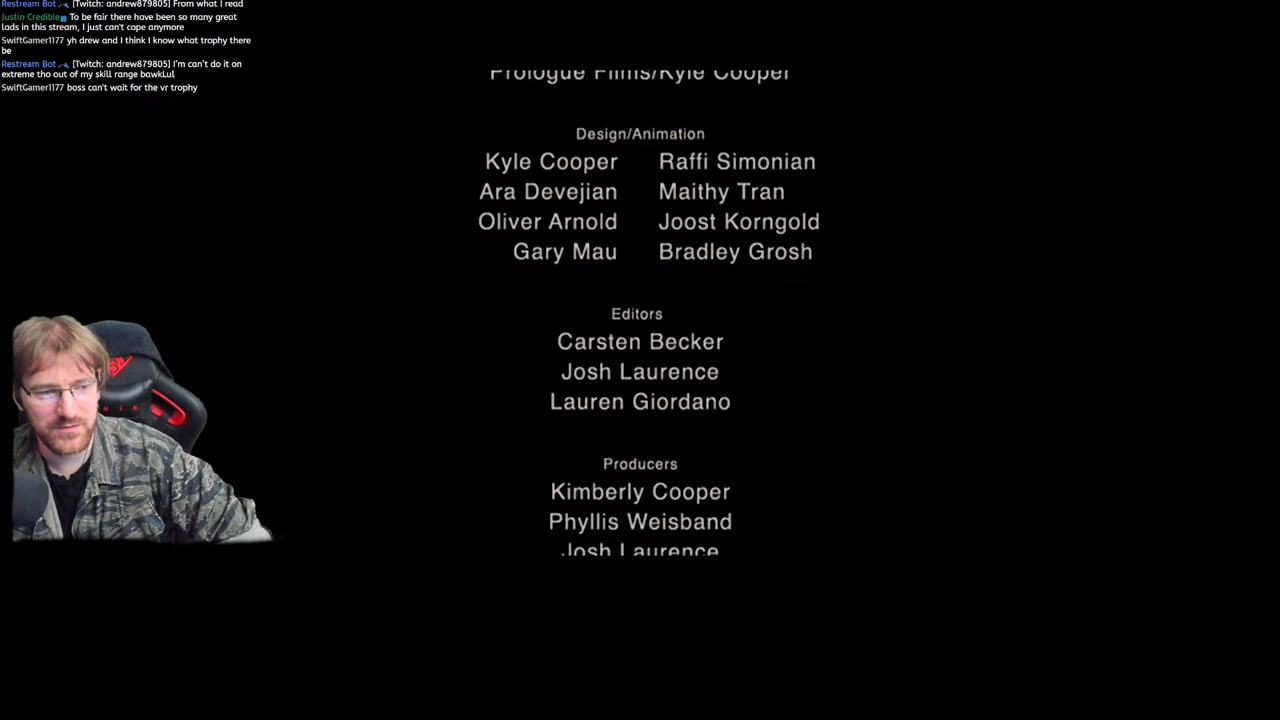 Restream Bot [Twitch: andrew879805] From what I read
Justin Credible To be fair there have been so many great
lads in this stream, I just can't cope anymore
SwiftGamer1177 yh drew and I think I know what trophy there
be
Restream Bot [Twitch: andrew879805] I'm can't do it on
extreme tho out of my skill range bawkLul
SwiftGamer1177 boss can't wait for the vr trophy
Prologue Films/Kyle Cooper
Design/Animation
Kyle Cooper Raffi Simonian
Ara Devejian Maithy Tran
Oliver Arnold Joost Korngold
Gary Mau Bradley Grosh
Editors
Carsten Becker
Josh Laurence
Lauren Giordano
Producers
Kimberly Cooper
Phyllis Weisband
Josh Laurence
MEN